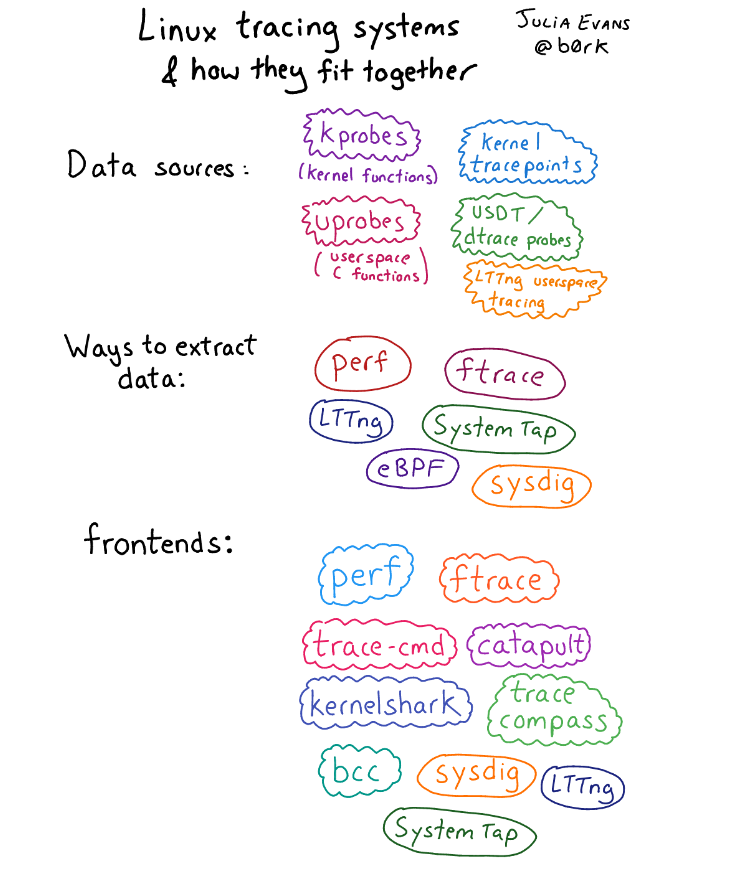 Linux tracing systems
& how they fit together
JULIA EVANS
@b0rk
Data sources:
kprobes
(kernel functions)
kernel
tracepoints
uprobes
(userspace
C functions)
USDT/
dtrace probes
LTTng userspace
tracing
Ways to extract
data:
perf
ftrace
LTTng
System Tap
eBPF
sysdig
frontends:
perf
ftrace
trace-cmd
catapult
kernelshark
trace
compass
bcc
sysdig
LTTng
System Tap